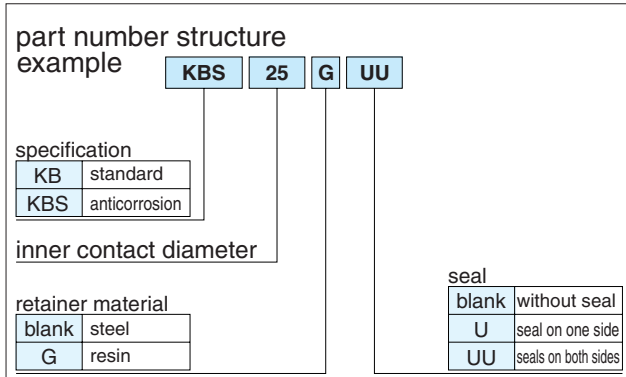 part number structure
example
KBS 25 G UU
specification
KB standard
KBS anticorrosion
inner contact diameter
retainer material
blank steel
G resin
seal
blank without seal
U seal on one side
UU seals on both sides